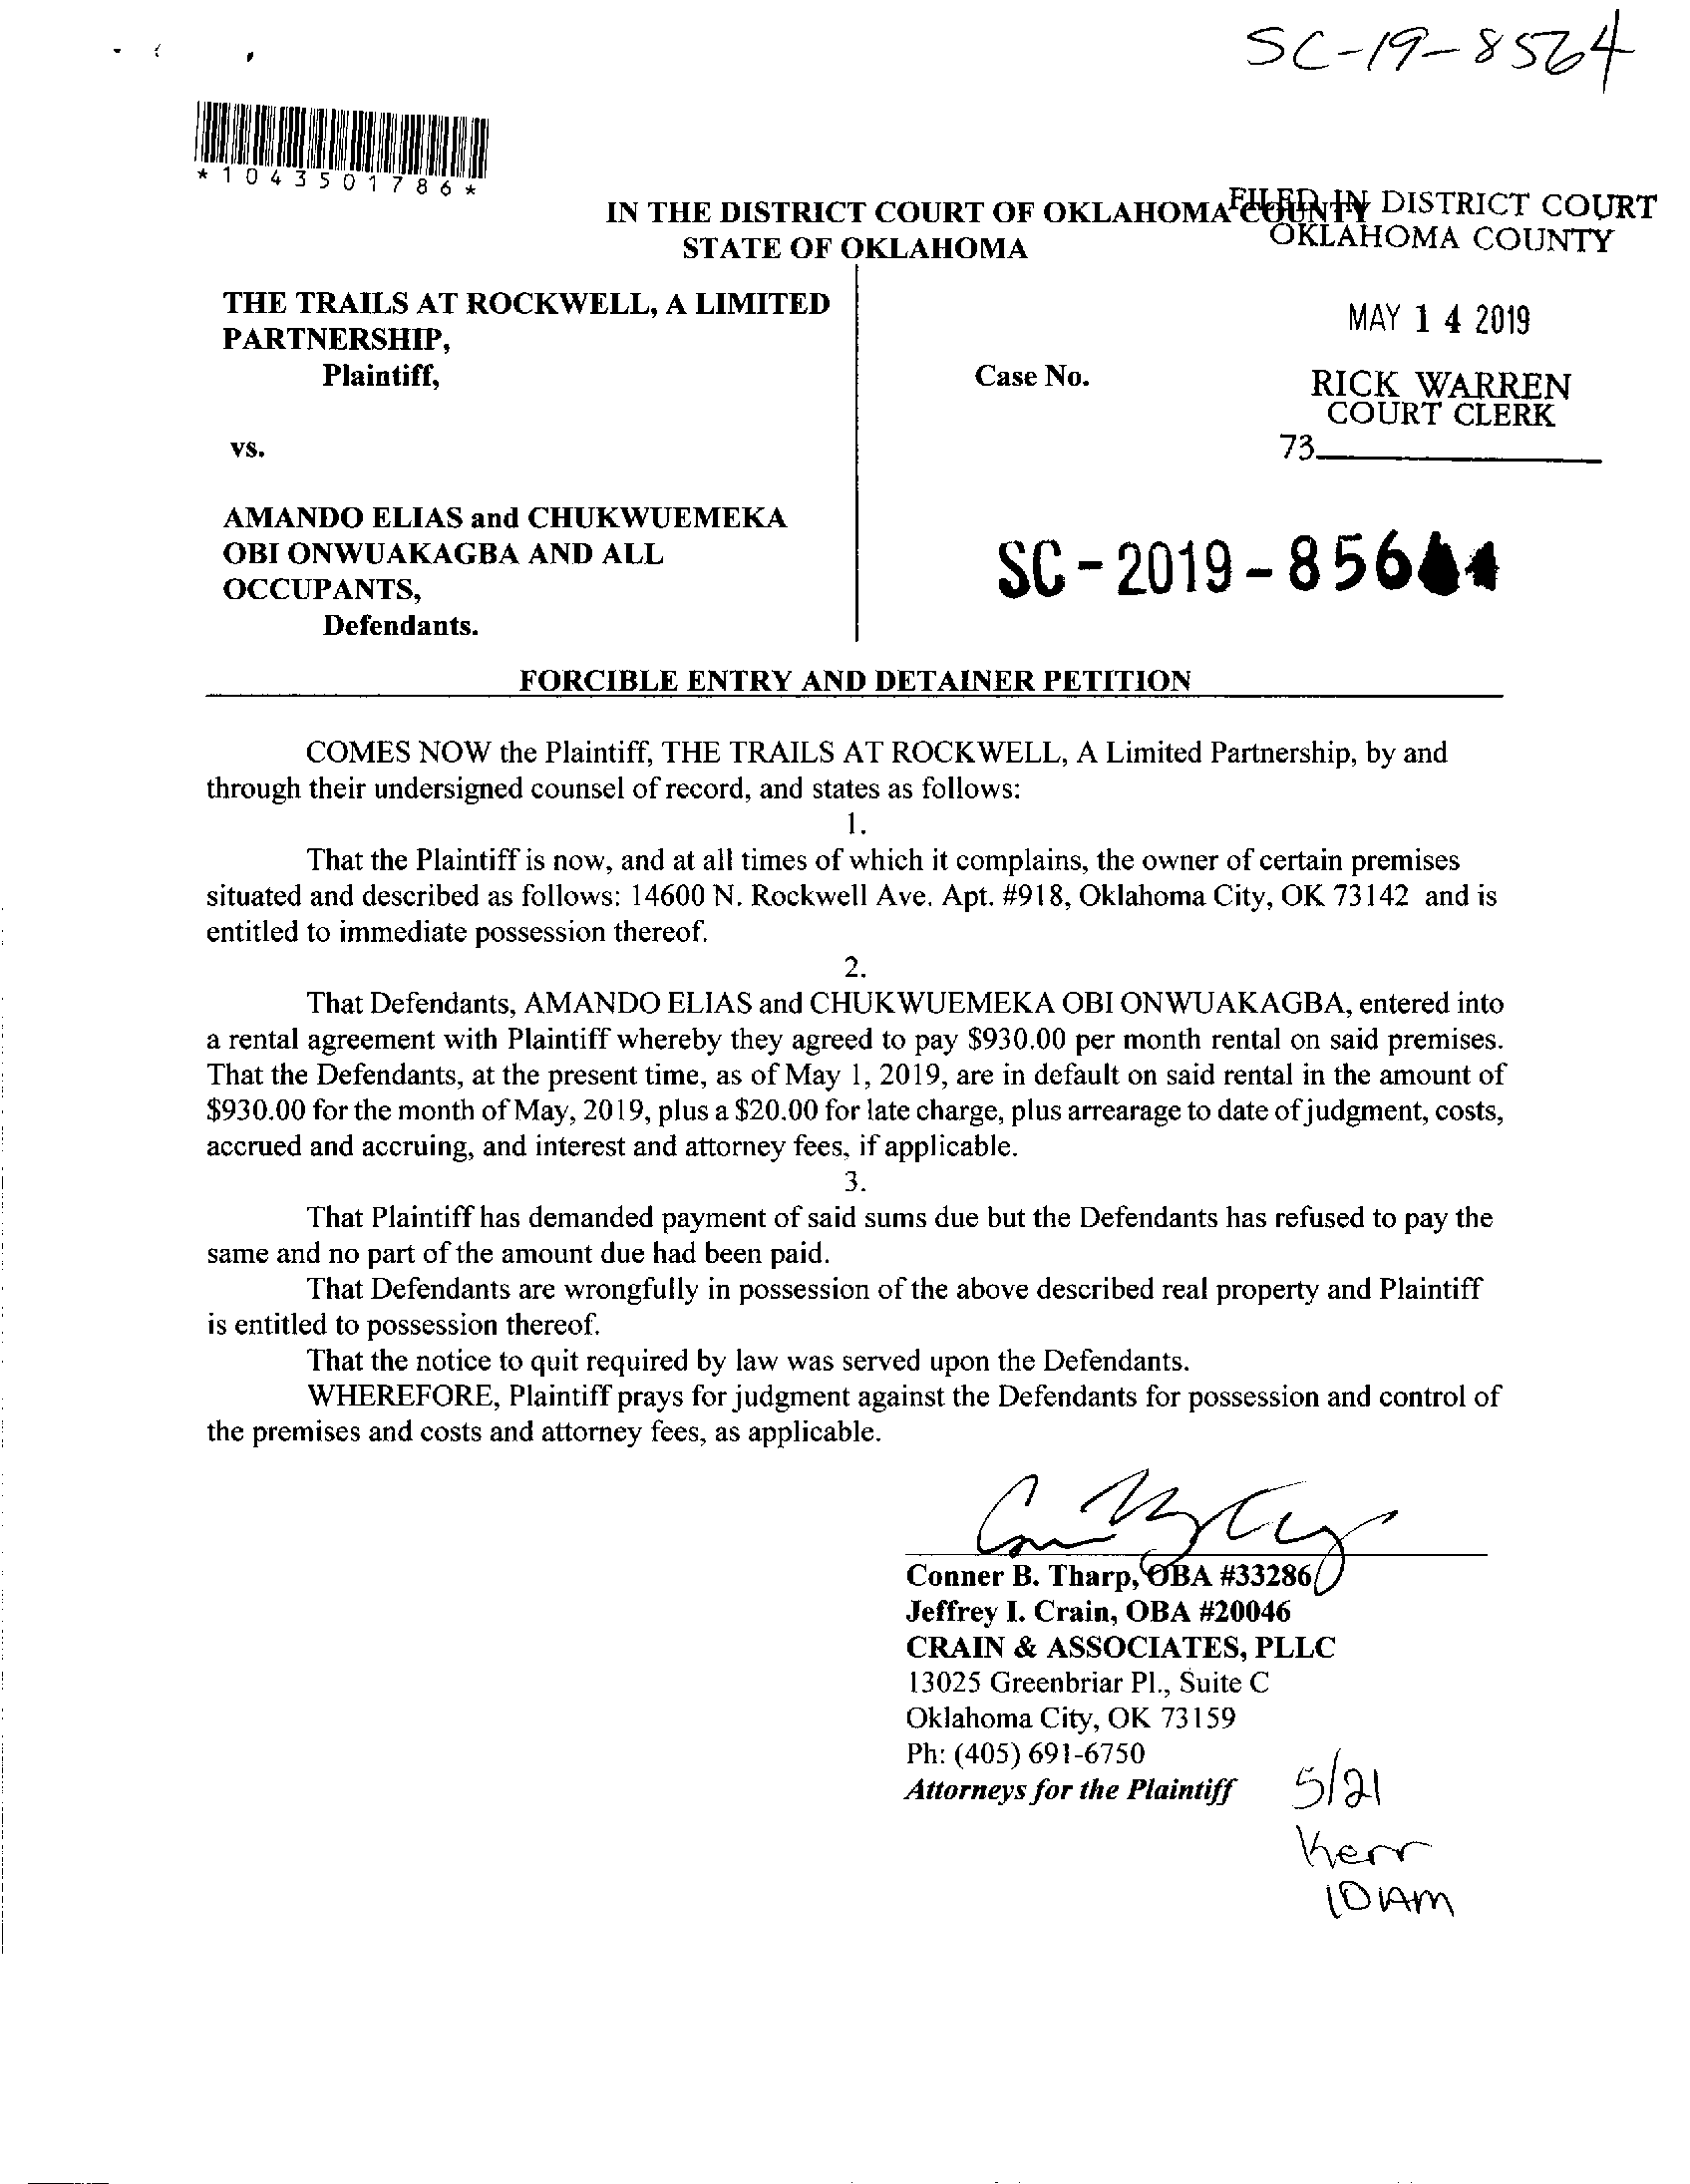 SC-19-8564
*1043501786*
IN THE DISTRICT COURT OF OKLAHOMA COUNTY
STATE OF OKLAHOMA
FILED IN DISTRICT COURT
OKLAHOMA COUNTY
MAY 14 2019
RICK WARREN
COURT CLERK
73
THE TRAILS AT ROCKWELL, A LIMITED
PARTNERSHIP,
Plaintiff,
Case No.
vs.
AMANDO ELIAS and CHUKWUEMEKA
OBI ONWUAKAGBA AND ALL
OCCUPANTS,
Defendants.
SC-2019-8564
FORCIBLE ENTRY AND DETAINER PETITION
COMES NOW the Plaintiff, THE TRAILS AT ROCKWELL, A Limited Partnership, by and
through their undersigned counsel of record, and states as follows:
1.
That the Plaintiff is now, and at all times of which it complains, the owner of certain premises
situated and described as follows: 14600 N. Rockwell Ave. Apt. #918, Oklahoma City, OK 73142 and is
entitled to immediate possession thereof.
2.
That Defendants, AMANDO ELIAS and CHUKWUEMEKA OBI ONWUAKAGBA, entered into
a rental agreement with Plaintiff whereby they agreed to pay $930.00 per month rental on said premises.
That the Defendants, at the present time, as of May 1, 2019, are in default on said rental in the amount of
$930.00 for the month of May, 2019, plus a $20.00 for late charge, plus arrearage to date of judgment, costs,
accrued and accruing, and interest and attorney fees, if applicable.
3.
That Plaintiff has demanded payment of said sums due but the Defendants has refused to pay the
same and no part of the amount due had been paid.
That Defendants are wrongfully in possession of the above described real property and Plaintiff
is entitled to possession thereof.
That the notice to quit required by law was served upon the Defendants.
WHEREFORE, Plaintiff prays for judgment against the Defendants for possession and control of
the premises and costs and attorney fees, as applicable.
Conner B. Tharp, OBA #33286
Jeffrey I. Crain, OBA #20046
CRAIN & ASSOCIATES, PLLC
13025 Greenbriar Pl., Suite C
Oklahoma City, OK 73159
Ph: (405) 691-6750
Attorneys for the Plaintiff
5/21
Kerr
10AM